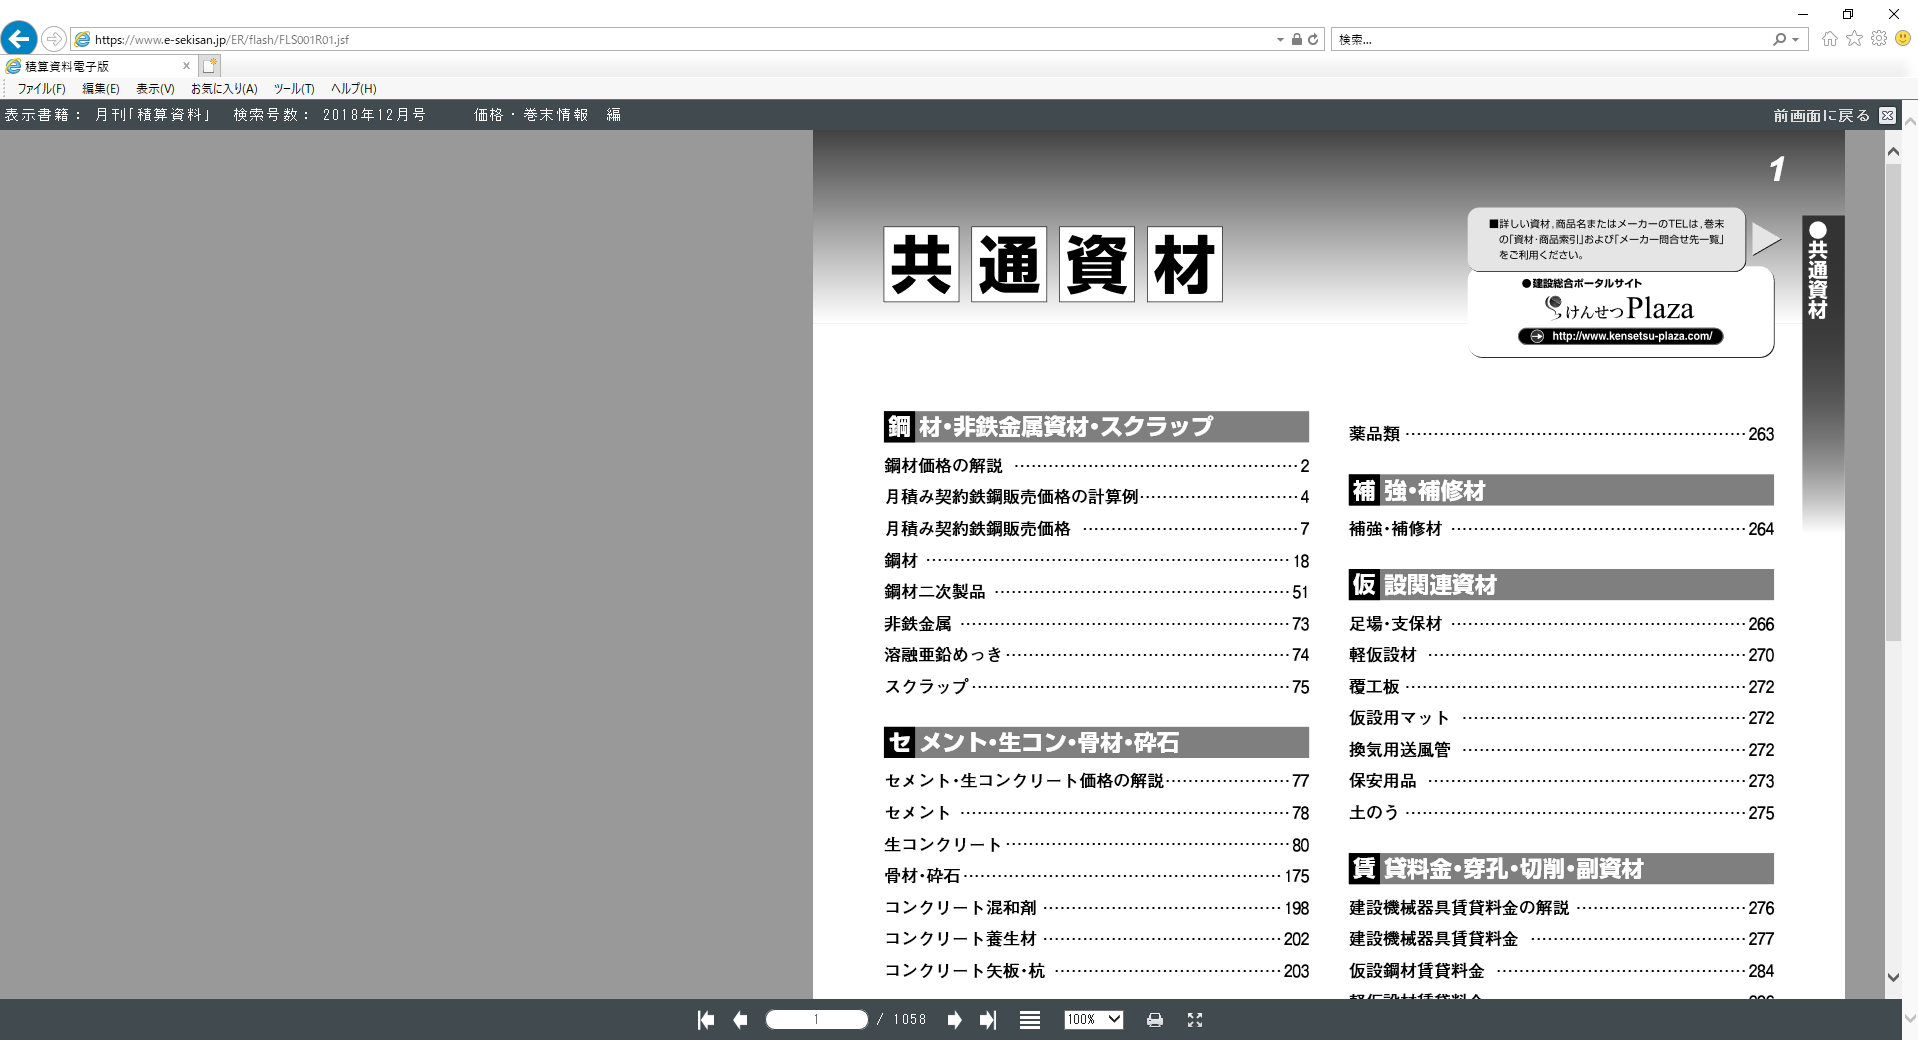 https://www.e-sekisan.jp/ER/flash/FLS001R01.jsf
検索...
積算資料電子版
ファイル(F) 編集(E) 表示(V) お気に入り(A) ツール(T) ヘルプ(H)
表示書籍： 月刊「積算資料」 検索号数： 2018年12月号 価格・巻末情報 編
前画面に戻る
1
共通資材
■詳しい資材，商品名またはメーカーのTELは，巻末
の「資材・商品索引」および「メーカー問合せ先一覧」
をご利用ください。
●建設総合ポータルサイト
けんせつPlaza
http://www.kensetsu-plaza.com/
●共通資材
鋼材・非鉄金属資材・スクラップ
鋼材価格の解説 …… 2
月積み契約鉄鋼販売価格の計算例 …… 4
月積み契約鉄鋼販売価格 …… 7
鋼材 …… 18
鋼材二次製品 …… 51
非鉄金属 …… 73
溶融亜鉛めっき …… 74
スクラップ …… 75
セメント・生コン・骨材・砕石
セメント・生コンクリート価格の解説 …… 77
セメント …… 78
生コンクリート …… 80
骨材・砕石 …… 175
コンクリート混和剤 …… 198
コンクリート養生材 …… 202
コンクリート矢板・杭 …… 203
薬品類 …… 263
補強・補修材
補強・補修材 …… 264
仮設関連資材
足場・支保材 …… 266
軽仮設材 …… 270
覆工板 …… 272
仮設用マット …… 272
換気用送風管 …… 272
保安用品 …… 273
土のう …… 275
賃貸料金・穿孔・切削・副資材
建設機械器具賃貸料金の解説 …… 276
建設機械器具賃貸料金 …… 277
仮設鋼材賃貸料金 …… 284
1 / 1058
100%